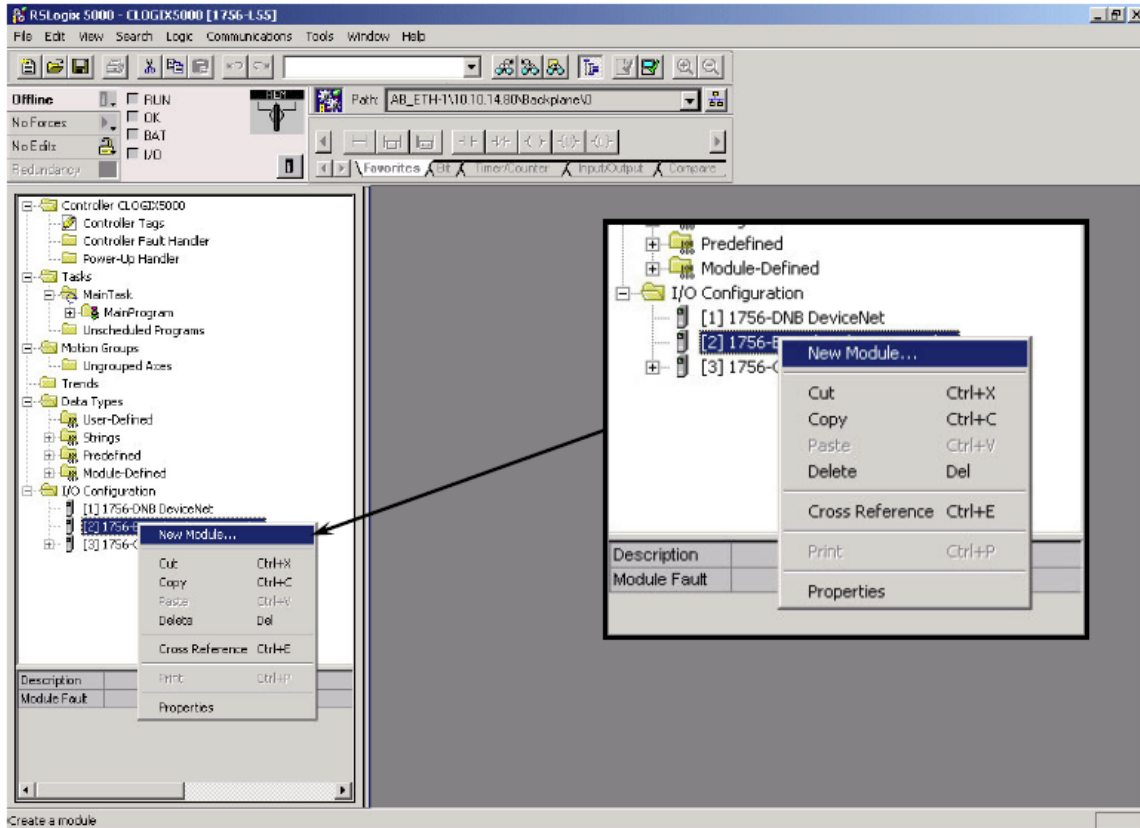 RSLogix 5000 - CLOGIX5000 [1756-L55]
File Edit View Search Logic Communications Tools Window Help
Offline
RUN
Path: AB_ETH-1\10.10.14.80\Backplane\0
No Forces
OK
No Edits
BAT
I/O
Redundancy
Favorites Bit Timer/Counter Input/Output Compare
Controller CLOGIX5000
Controller Tags
Controller Fault Handler
Power-Up Handler
Tasks
MainTask
MainProgram
Unscheduled Programs
Motion Groups
Ungrouped Axes
Trends
Data Types
User-Defined
Strings
Predefined
Module-Defined
I/O Configuration
[1] 1756-DNB DeviceNet
[2] 1756-E
[3] 1756-C
New Module...
Cut Ctrl+X
Copy Ctrl+C
Paste Ctrl+V
Delete Del
Cross Reference Ctrl+E
Print Ctrl+P
Properties
Description
Module Fault
Predefined
Module-Defined
I/O Configuration
[1] 1756-DNB DeviceNet
[2] 1756-E
[3] 1756-C
New Module...
Cut Ctrl+X
Copy Ctrl+C
Paste Ctrl+V
Delete Del
Cross Reference Ctrl+E
Print Ctrl+P
Properties
Description
Module Fault
Create a module